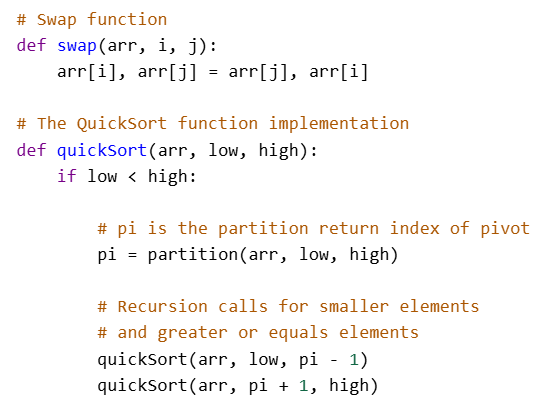 # Swap function
def swap(arr, i, j):
    arr[i], arr[j] = arr[j], arr[i]

# The QuickSort function implementation
def quickSort(arr, low, high):
    if low < high:

        # pi is the partition return index of pivot
        pi = partition(arr, low, high)

        # Recursion calls for smaller elements
        # and greater or equals elements
        quickSort(arr, low, pi - 1)
        quickSort(arr, pi + 1, high)